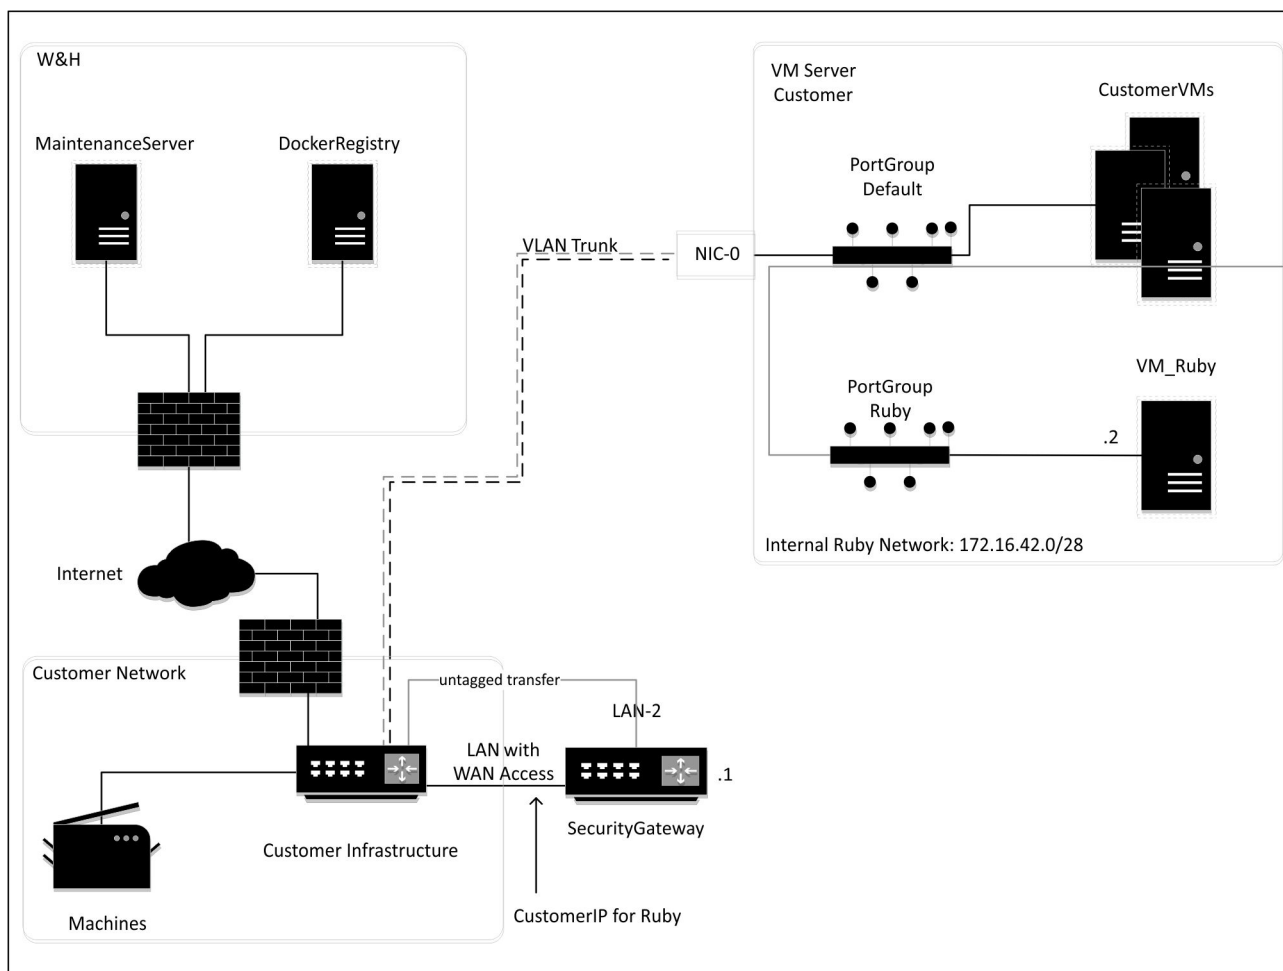 W&H
MaintenanceServer
DockerRegistry
VM Server
Customer
CustomerVMs
PortGroup
Default
VLAN Trunk
NIC-0
PortGroup
Ruby
VM_Ruby
.2
Internal Ruby Network: 172.16.42.0/28
Internet
Customer Network
untagged transfer
LAN-2
LAN with
WAN Access
.1
SecurityGateway
Customer Infrastructure
CustomerIP for Ruby
Machines